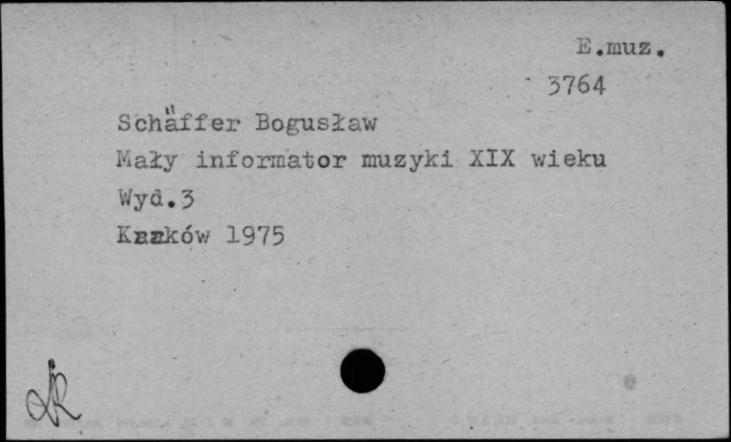 E.muz.
3764
Schäffer Bogusław
Mały informator muzyki XIX wieku
Wyd.3
Kraków 1975